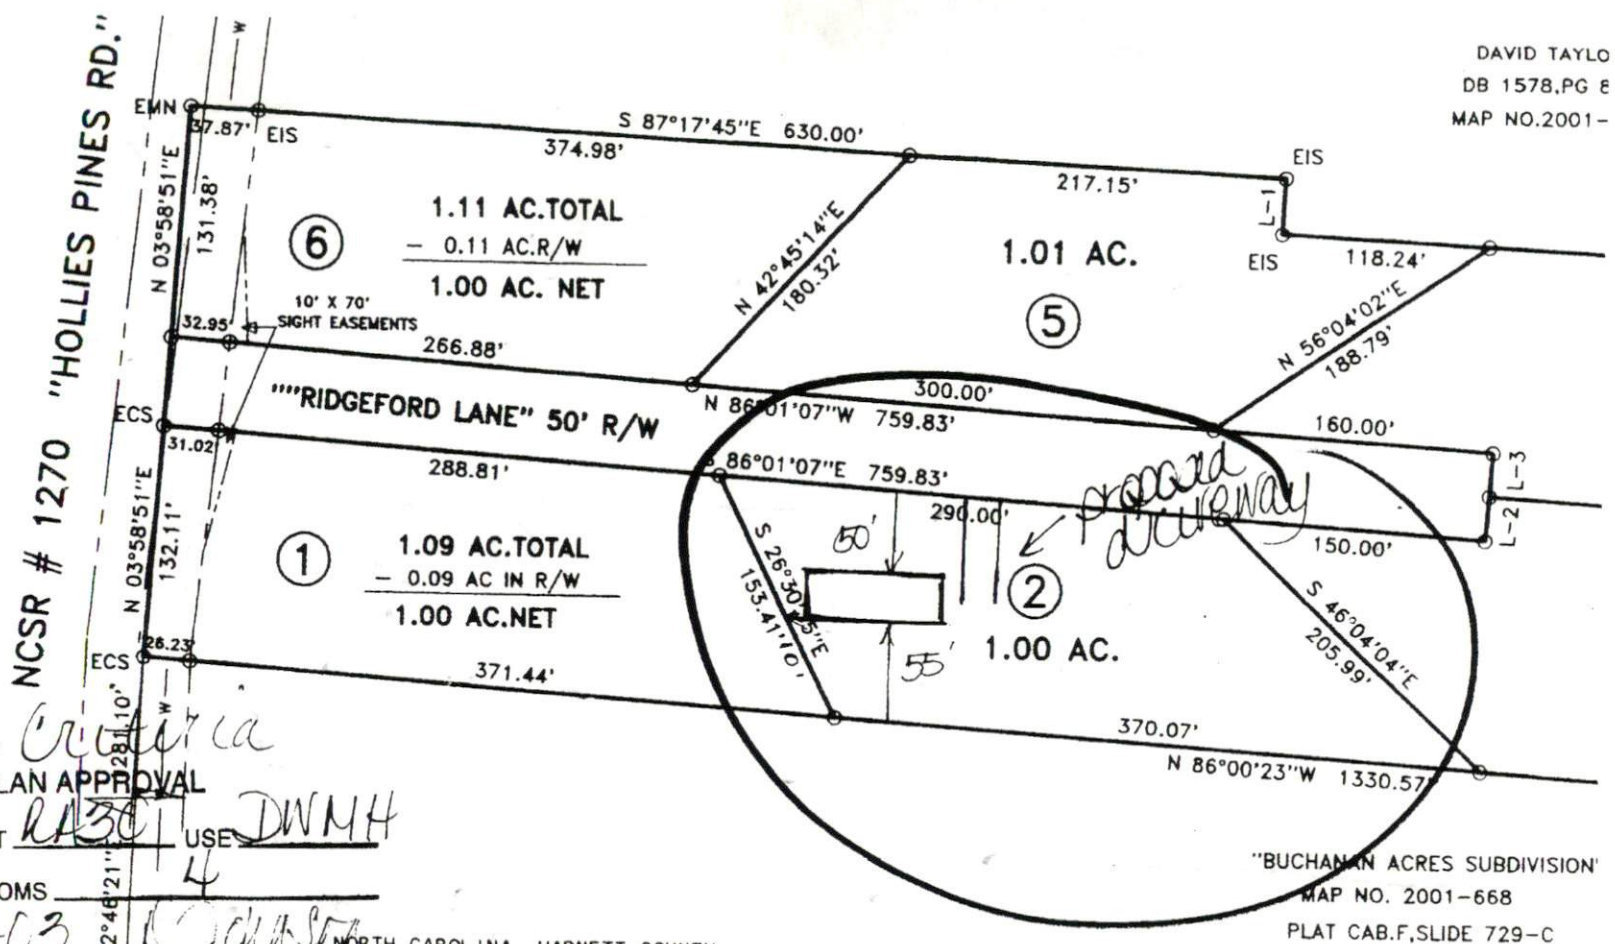 DAVID TAYLO
DB 1578,PG 8
MAP NO.2001-
NCSR # 1270 "HOLLIES PINES RD."
W
EMN
37.87'
EIS
S 87°17'45"E 630.00'
374.98'
217.15'
EIS
L-1
EIS
118.24'
N 03°58'51"E
131.38'
6
1.11 AC.TOTAL
- 0.11 AC.R/W
1.00 AC. NET
N 42°45'14"E
180.32'
1.01 AC.
5
N 56°04'02"E
188.79'
10' X 70'
SIGHT EASEMENTS
32.95'
266.88'
300.00'
N 86°01'07"W 759.83'
160.00'
""RIDGEFORD LANE" 50' R/W
ECS
31.02
288.81'
86°01'07"E 759.83'
290.00'
proposed
driveway
L-3
L-2
150.00'
N 03°58'51"E
132.11'
1
1.09 AC.TOTAL
- 0.09 AC IN R/W
1.00 AC.NET
153.41'
10'
50'
55'
2
1.00 AC.
S 46°04'04"E
205.99'
ECS
26.23'
371.44'
370.07'
N 86°00'23"W 1330.57'
281.10'
W
Criteria
LAN APPROVAL
RA30 USE DWMH
OMS 4
2°46'21"
"BUCHANAN ACRES SUBDIVISION'
MAP NO. 2001-668
PLAT CAB.F,SLIDE 729-C
NORTH CAROLINA, HARNETT COUNTY